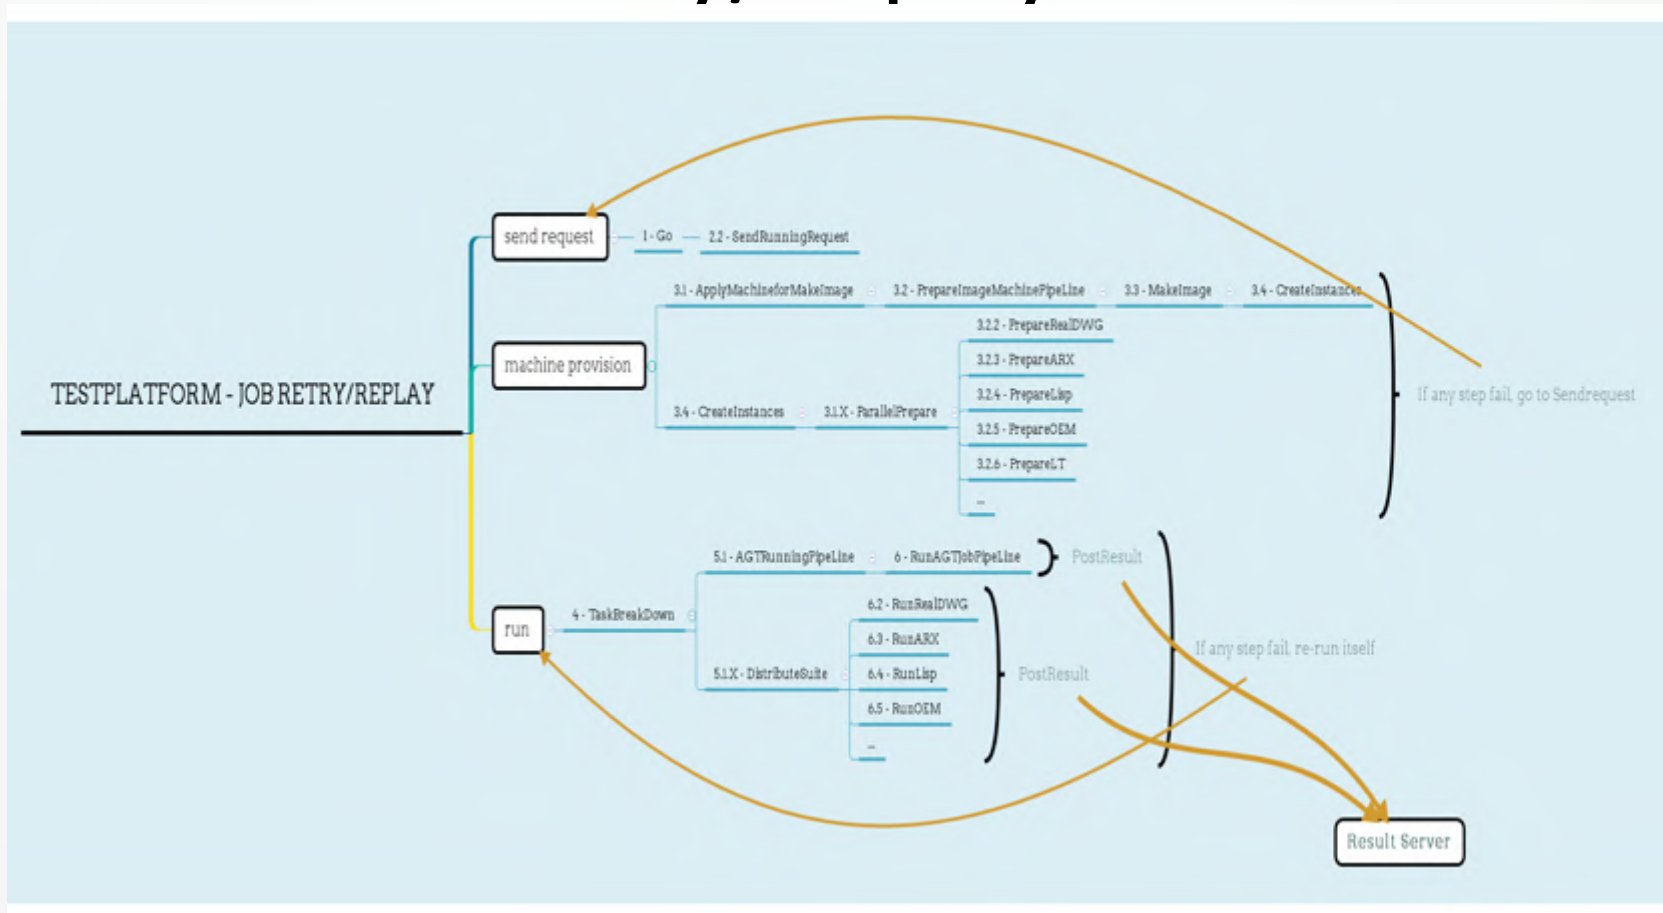 TESTPLATFORM - JOB RETRY/REPLAY
send request
1 - Go
2.2 - SendRunningRequest
machine provision
3.1 - ApplyMachineforMakeImage
3.2 - PrepareImageMachinePipeLine
3.3 - MakeImage
3.4 - CreateInstances
3.4 - CreateInstances
3.1.X - ParallelPrepare
3.2.2 - PrepareRealDWG
3.2.3 - PrepareARX
3.2.4 - PrepareLisp
3.2.5 - PrepareOEM
3.2.6 - PrepareLT
...
If any step fail, go to Sendrequest
run
4 - TaskBreakDown
5.1 - AGTRunningPipeLine
6 - RunAGTJobPipeLine
PostResult
5.1.X - DistributeSuite
6.2 - RunRealDWG
6.3 - RunARX
6.4 - RunLisp
6.5 - RunOEM
...
PostResult
If any step fail, re-run itself
Result Server